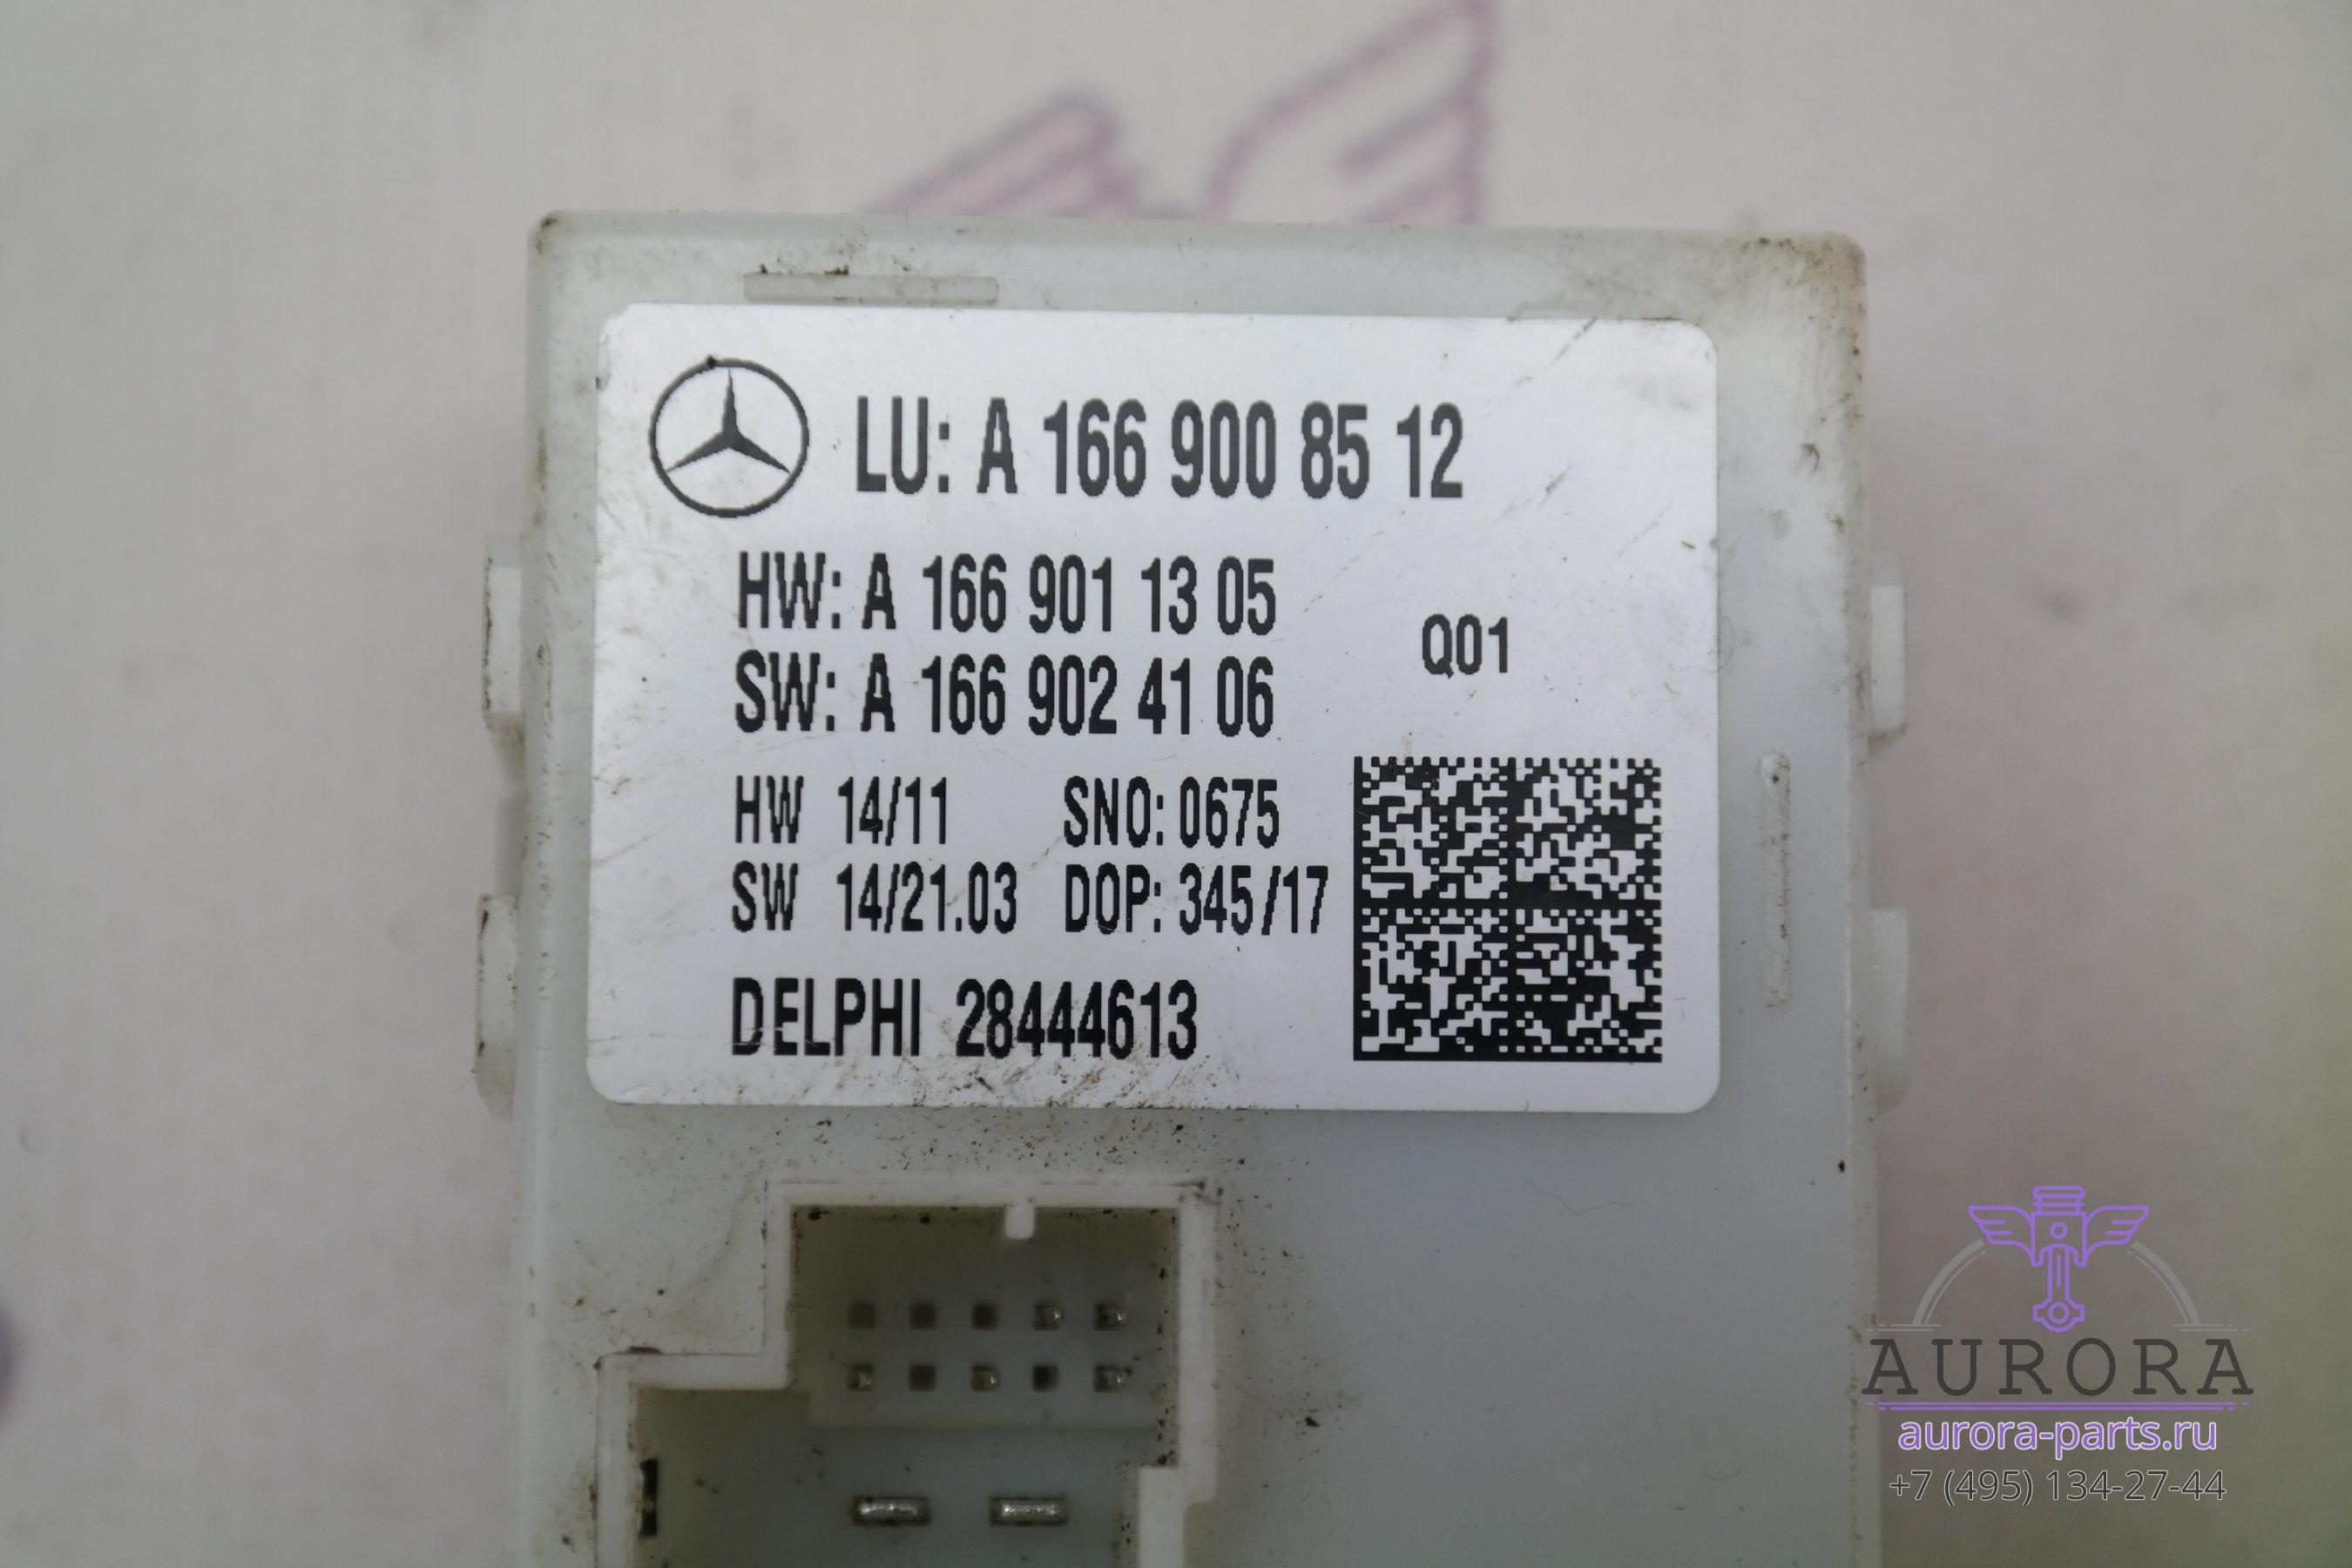 LU: A 166 900 85 12
HW: A 166 901 13 05
SW: A 166 902 41 06
Q01
HW 14/11 SNO: 0675
SW 14/21.03 DOP: 345/17
DELPHI 28444613
AURORA
aurora-parts.ru
+7 (495) 134-27-44